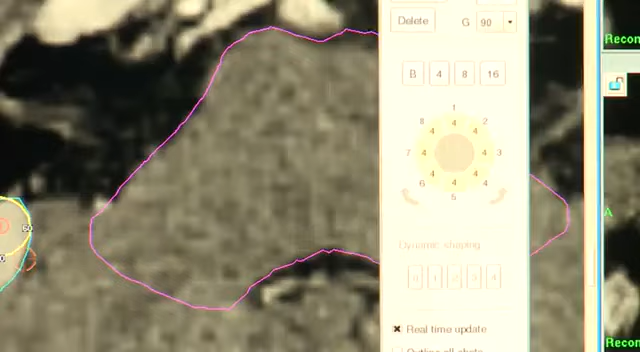 Delete G 90
Recon
B 4 8 16
1
8 4 2
4 4
7 4 4 3
4 4
6 4 4
5
A
Dynamic shaping
Real time update
Recon